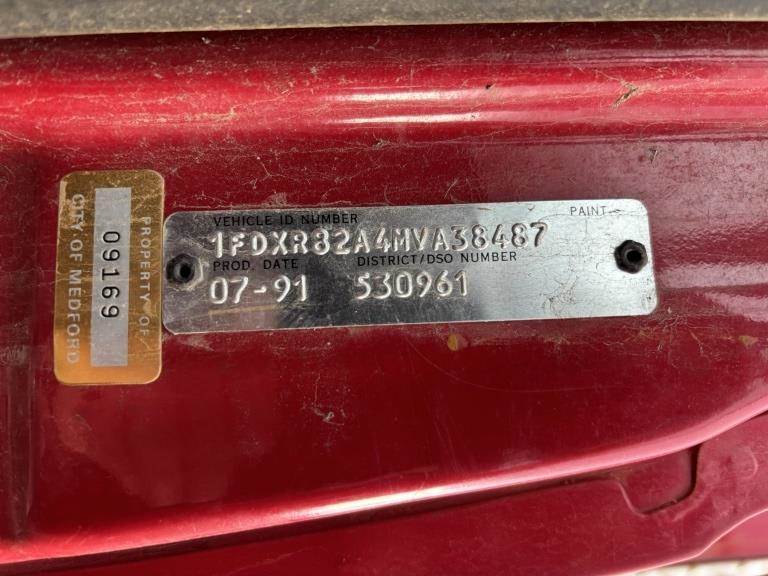 PROPERTY OF
09169
CITY OF MEDFORD
VEHICLE ID NUMBER
PAINT
1FDXR82A4MVA38487
PROD. DATE DISTRICT/DSO NUMBER
07-91 530961